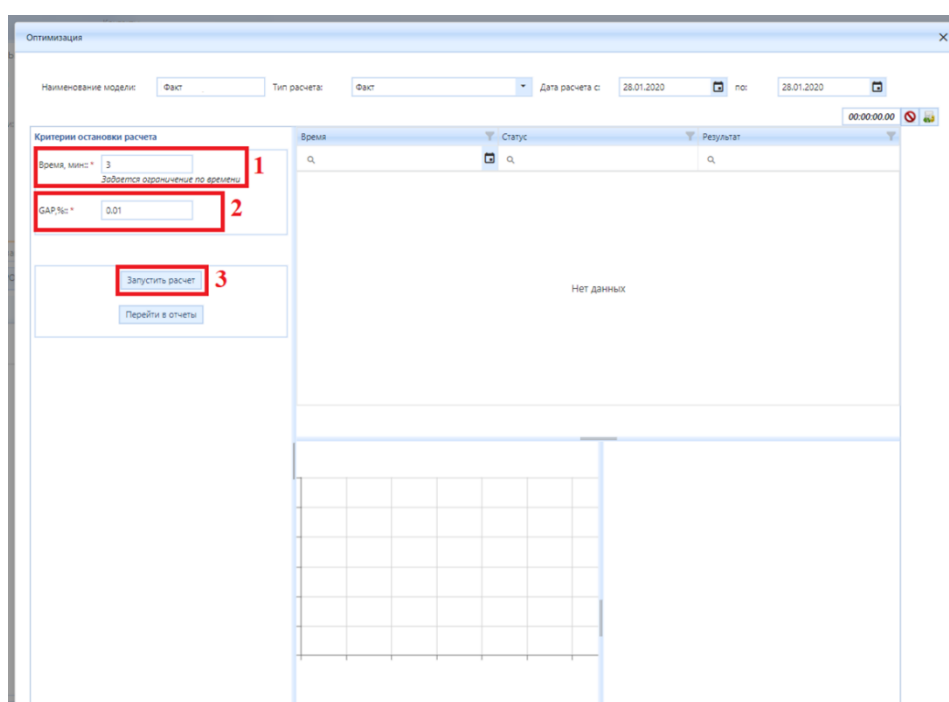 Оптимизация
Наименование модели: Факт Тип расчета: Факт Дата расчета с: 28.01.2020 по: 28.01.2020
00:00:00.00
Критерии остановки расчета Время Статус Результат
Время, мин:: * 3 1
Задается ограничение по времени
GAP,%:: * 0.01 2
Запустить расчет 3
Нет данных
Перейти в отчеты